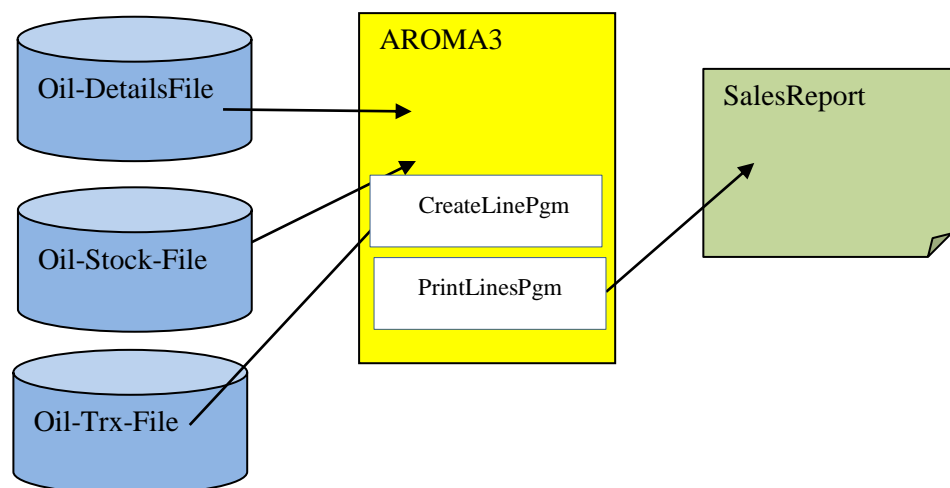 Oil-DetailsFile
Oil-Stock-File
Oil-Trx-File
AROMA3
CreateLinePgm
PrintLinesPgm
SalesReport